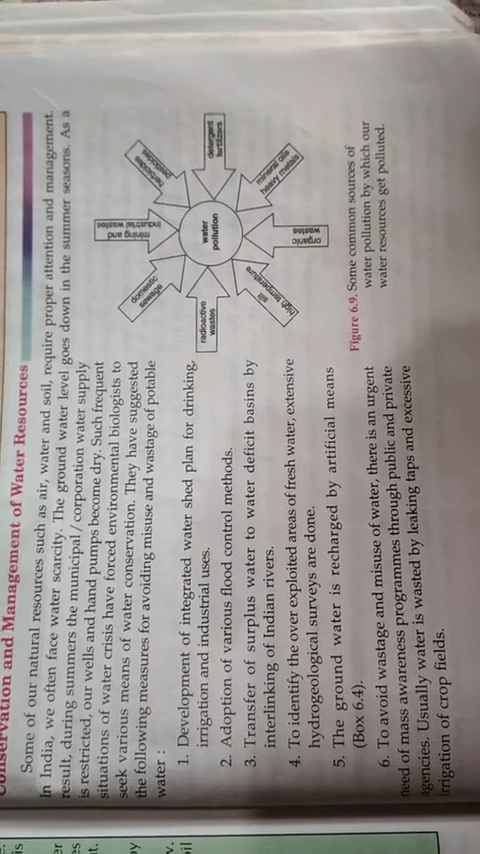 Conservation and Management of Water Resources
Some of our natural resources such as air, water and soil, require proper attention and management.
In India, we often face water scarcity. The ground water level goes down in the summer seasons. As a
result, during summers the municipal/corporation water supply
is restricted, our wells and hand pumps become dry. Such frequent
situations of water crisis have forced environmental biologists to
seek various means of water conservation. They have suggested
the following measures for avoiding misuse and wastage of potable
water :
1. Development of integrated water shed plan for drinking,
irrigation and industrial uses.
2. Adoption of various flood control methods.
3. Transfer of surplus water to water deficit basins by
interlinking of Indian rivers.
4. To identify the over exploited areas of fresh water, extensive
hydrogeological surveys are done.
5. The ground water is recharged by artificial means
(Box 6.4).
6. To avoid wastage and misuse of water, there is an urgent
need of mass awareness programmes through public and private
agencies. Usually water is wasted by leaking taps and excessive
irrigation of crop fields.
domestic
sewage
mining and
industrial wastes
herbicides
pesticides
radioactive
wastes
water
pollution
detergent
fertilizers
silt
high temperature
organic
wastes
mineral oils
heavy metals
Figure 6.9. Some common sources of
water pollution by which our
water resources get polluted.